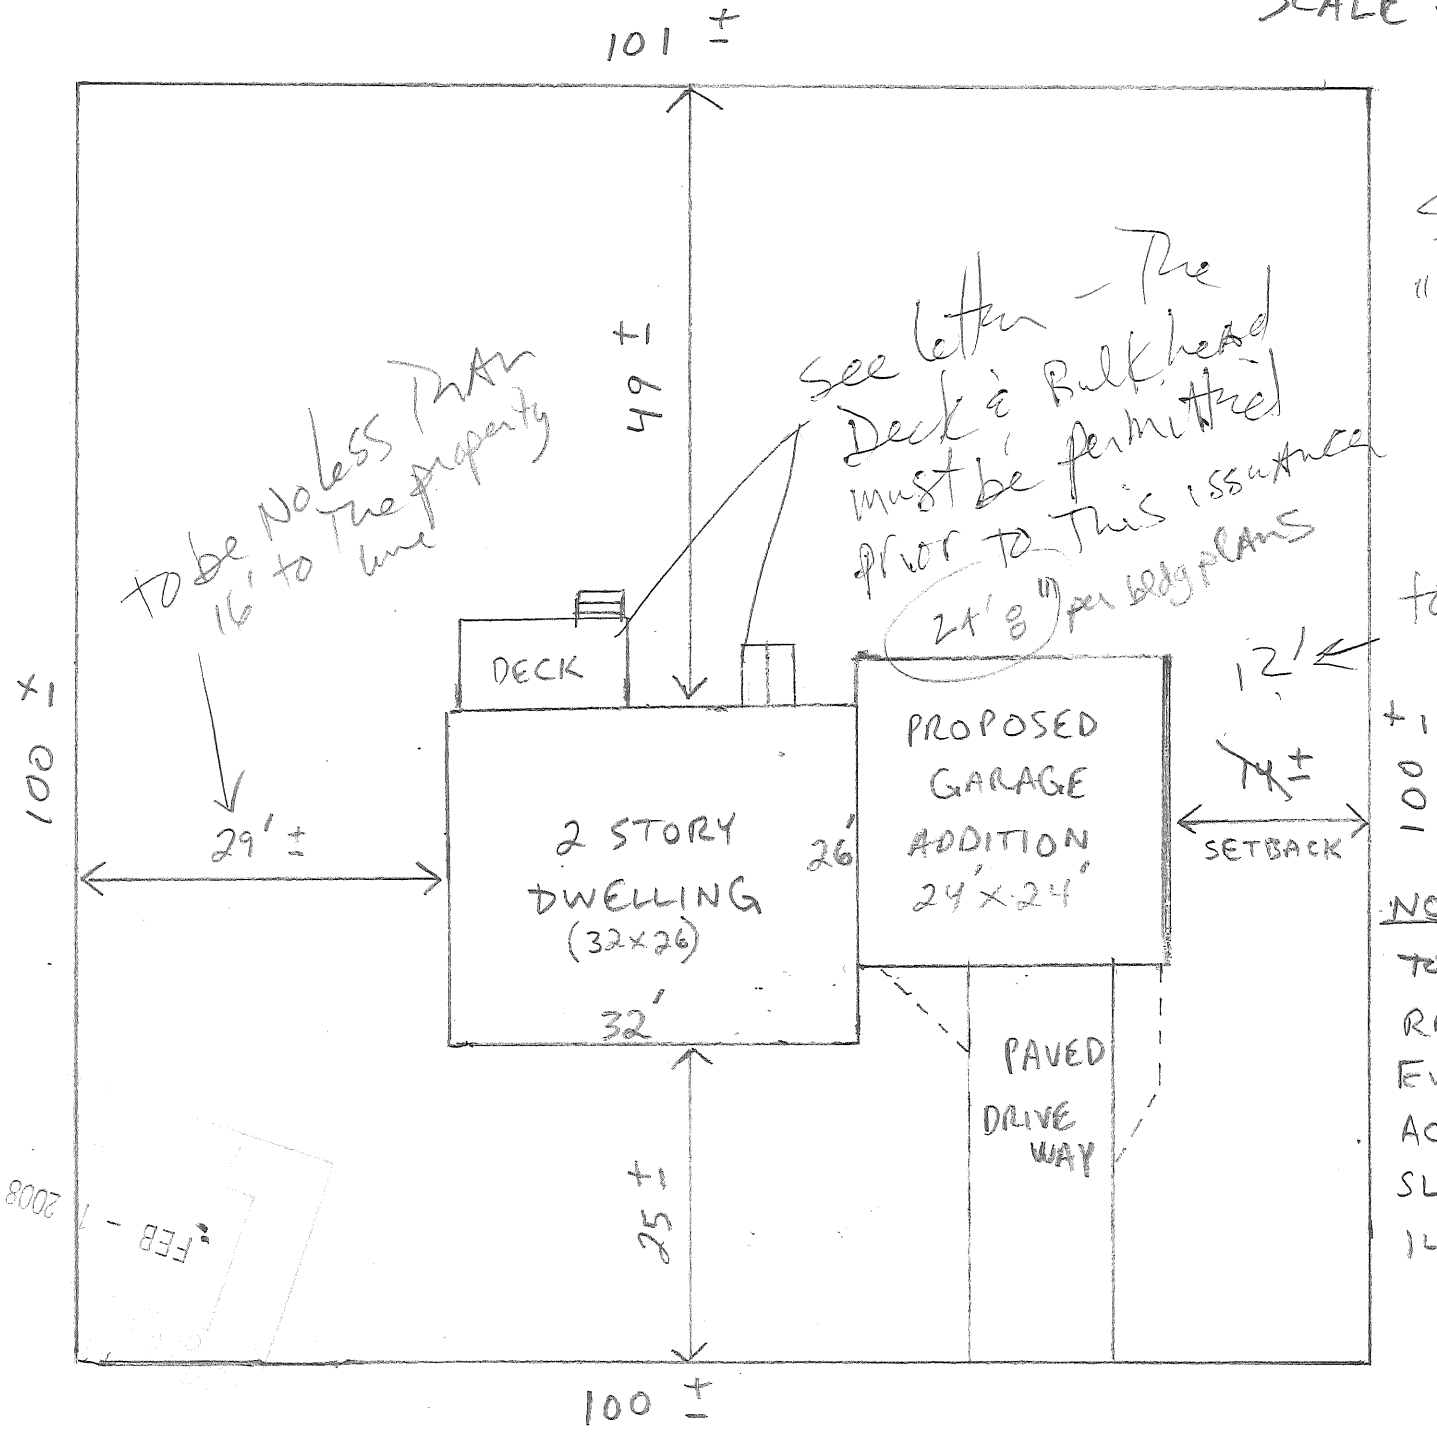 SCALE
101 ±
49 ±
see letter - The
Deck & Bulkhead
must be permitted
prior to This issuance
24' 8" per bldg plans
to be No less Than
16' to The property
line
DECK
12'
14 ±
SETBACK
100 ±
29' ±
2 STORY
DWELLING
(32x26)
32'
26'
PROPOSED
GARAGE
ADDITION
24' x 24'
100 ±
PAVED
DRIVE
WAY
25 ±
FEB - 1 2008
100 ±